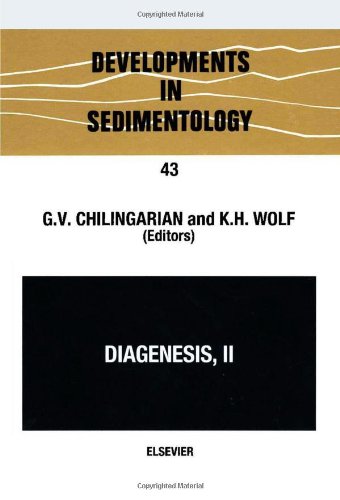 Copyrighted Material
DEVELOPMENTS
IN
SEDIMENTOLOGY
43
G.V. CHILINGARIAN and K.H. WOLF
(Editors)
DIAGENESIS, II
ELSEVIER
Copyrighted Material